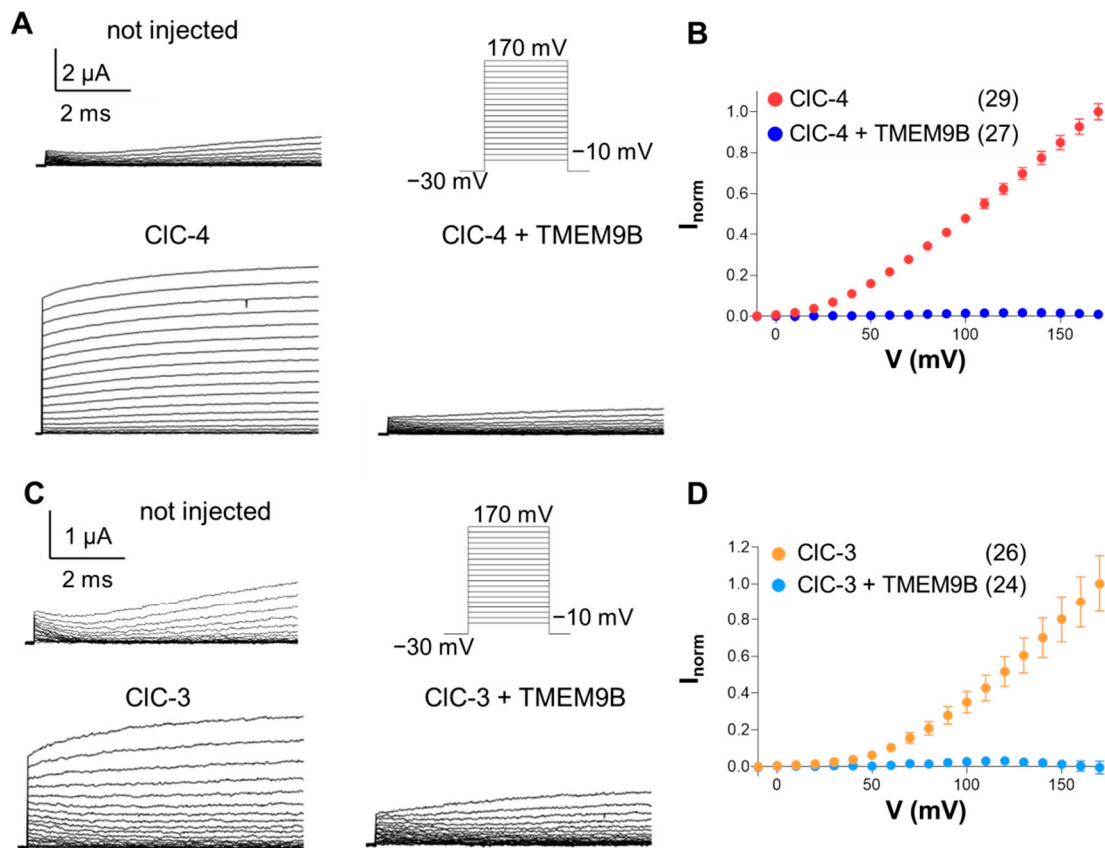 A
not injected
2 µA
2 ms
170 mV
−10 mV
−30 mV
ClC-4
ClC-4 + TMEM9B
B
ClC-4 (29)
ClC-4 + TMEM9B (27)
1.0
0.8
0.6
0.4
0.2
0.0
Inorm
0 50 100 150
V (mV)
C
not injected
1 µA
2 ms
170 mV
−10 mV
−30 mV
ClC-3
ClC-3 + TMEM9B
D
ClC-3 (26)
ClC-3 + TMEM9B (24)
1.2
1.0
0.8
0.6
0.4
0.2
0.0
Inorm
0 50 100 150
V (mV)